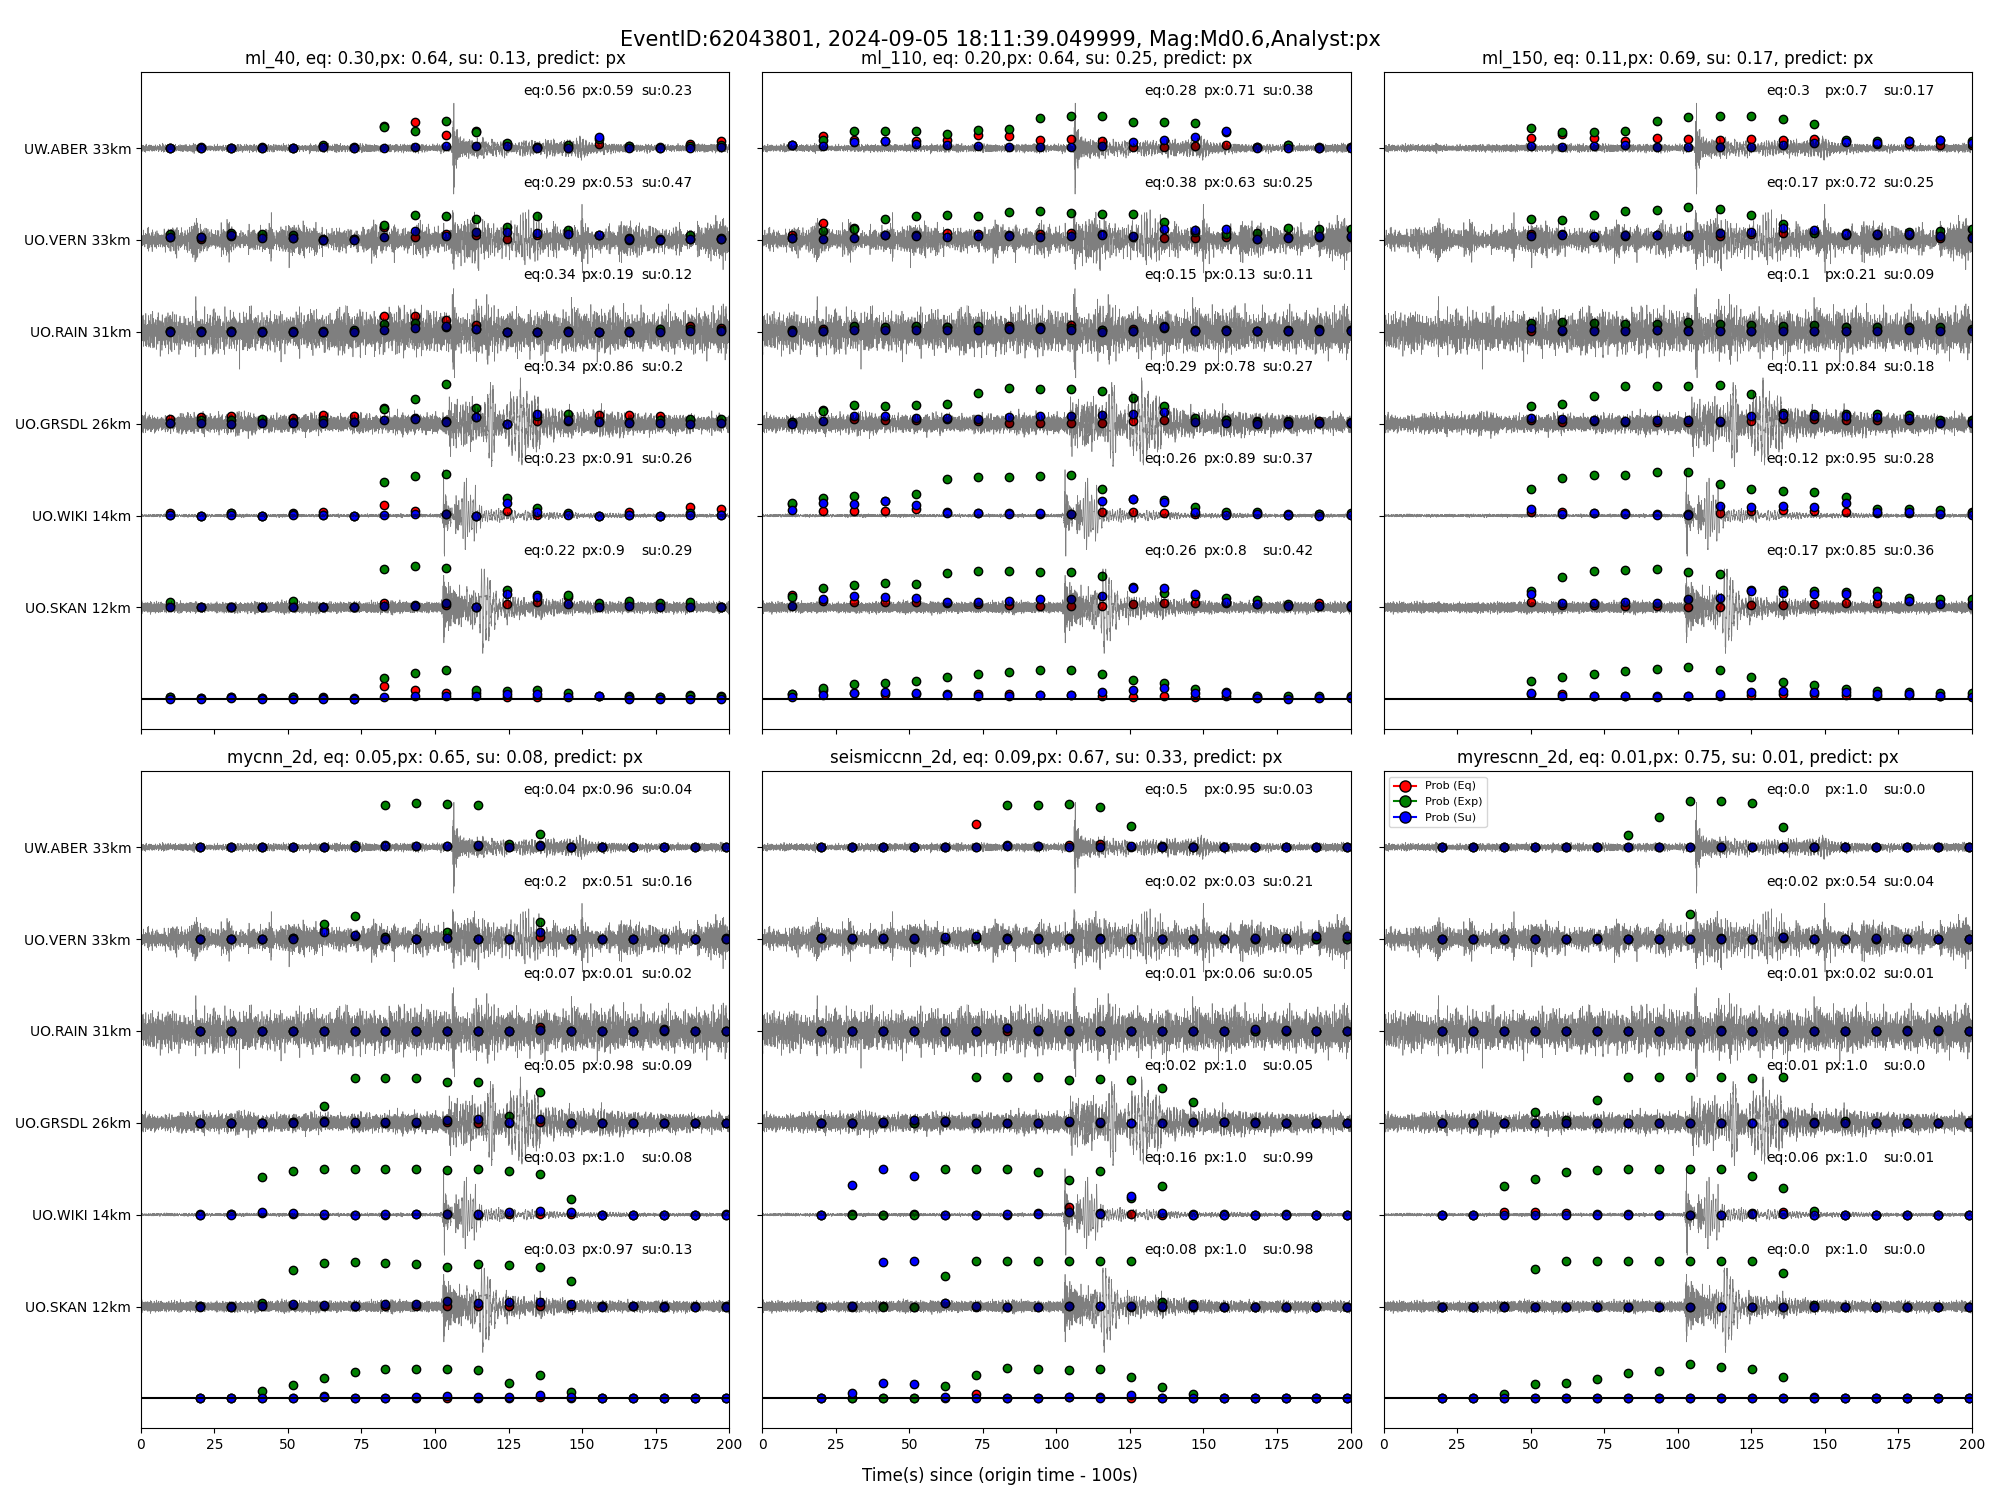 EventID:62043801, 2024-09-05 18:11:39.049999, Mag:Md0.6,Analyst:px
ml_40, eq: 0.30,px: 0.64, su: 0.13, predict: px
ml_110, eq: 0.20,px: 0.64, su: 0.25, predict: px
ml_150, eq: 0.11,px: 0.69, su: 0.17, predict: px
eq:0.56 px:0.59 su:0.23
eq:0.28 px:0.71 su:0.38
eq:0.3 px:0.7 su:0.17
UW.ABER 33km
eq:0.29 px:0.53 su:0.47
eq:0.38 px:0.63 su:0.25
eq:0.17 px:0.72 su:0.25
UO.VERN 33km
eq:0.34 px:0.19 su:0.12
eq:0.15 px:0.13 su:0.11
eq:0.1 px:0.21 su:0.09
UO.RAIN 31km
eq:0.34 px:0.86 su:0.2
eq:0.29 px:0.78 su:0.27
eq:0.11 px:0.84 su:0.18
UO.GRSDL 26km
eq:0.23 px:0.91 su:0.26
eq:0.26 px:0.89 su:0.37
eq:0.12 px:0.95 su:0.28
UO.WIKI 14km
eq:0.22 px:0.9 su:0.29
eq:0.26 px:0.8 su:0.42
eq:0.17 px:0.85 su:0.36
UO.SKAN 12km
mycnn_2d, eq: 0.05,px: 0.65, su: 0.08, predict: px
seismiccnn_2d, eq: 0.09,px: 0.67, su: 0.33, predict: px
myrescnn_2d, eq: 0.01,px: 0.75, su: 0.01, predict: px
eq:0.04 px:0.96 su:0.04
eq:0.5 px:0.95 su:0.03
Prob (Eq)
Prob (Exp)
Prob (Su)
eq:0.0 px:1.0 su:0.0
UW.ABER 33km
eq:0.2 px:0.51 su:0.16
eq:0.02 px:0.03 su:0.21
eq:0.02 px:0.54 su:0.04
UO.VERN 33km
eq:0.07 px:0.01 su:0.02
eq:0.01 px:0.06 su:0.05
eq:0.01 px:0.02 su:0.01
UO.RAIN 31km
eq:0.05 px:0.98 su:0.09
eq:0.02 px:1.0 su:0.05
eq:0.01 px:1.0 su:0.0
UO.GRSDL 26km
eq:0.03 px:1.0 su:0.08
eq:0.16 px:1.0 su:0.99
eq:0.06 px:1.0 su:0.01
UO.WIKI 14km
eq:0.03 px:0.97 su:0.13
eq:0.08 px:1.0 su:0.98
eq:0.0 px:1.0 su:0.0
UO.SKAN 12km
0 25 50 75 100 125 150 175 200
0 25 50 75 100 125 150 175 200
0 25 50 75 100 125 150 175 200
Time(s) since (origin time - 100s)